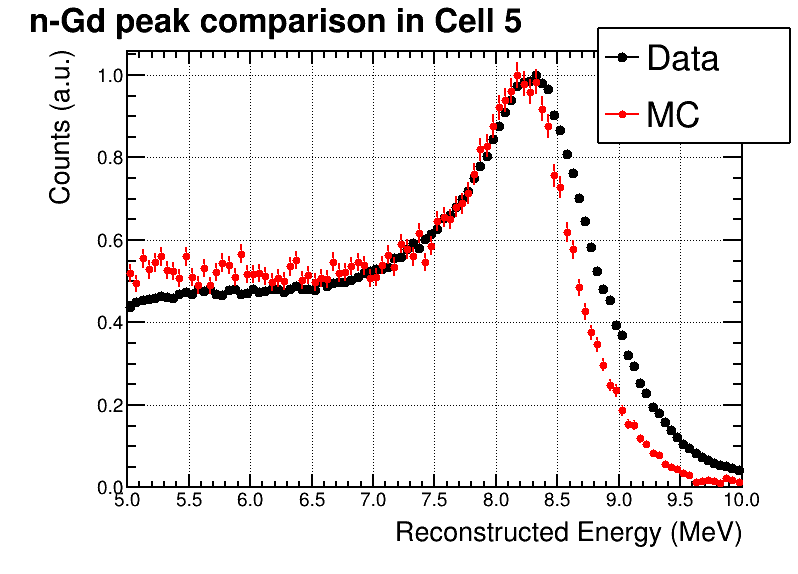 n-Gd peak comparison in Cell 5
Data
MC
Counts (a.u.)
1.0
0.8
0.6
0.4
0.2
0.0
5.0 5.5 6.0 6.5 7.0 7.5 8.0 8.5 9.0 9.5 10.0
Reconstructed Energy (MeV)